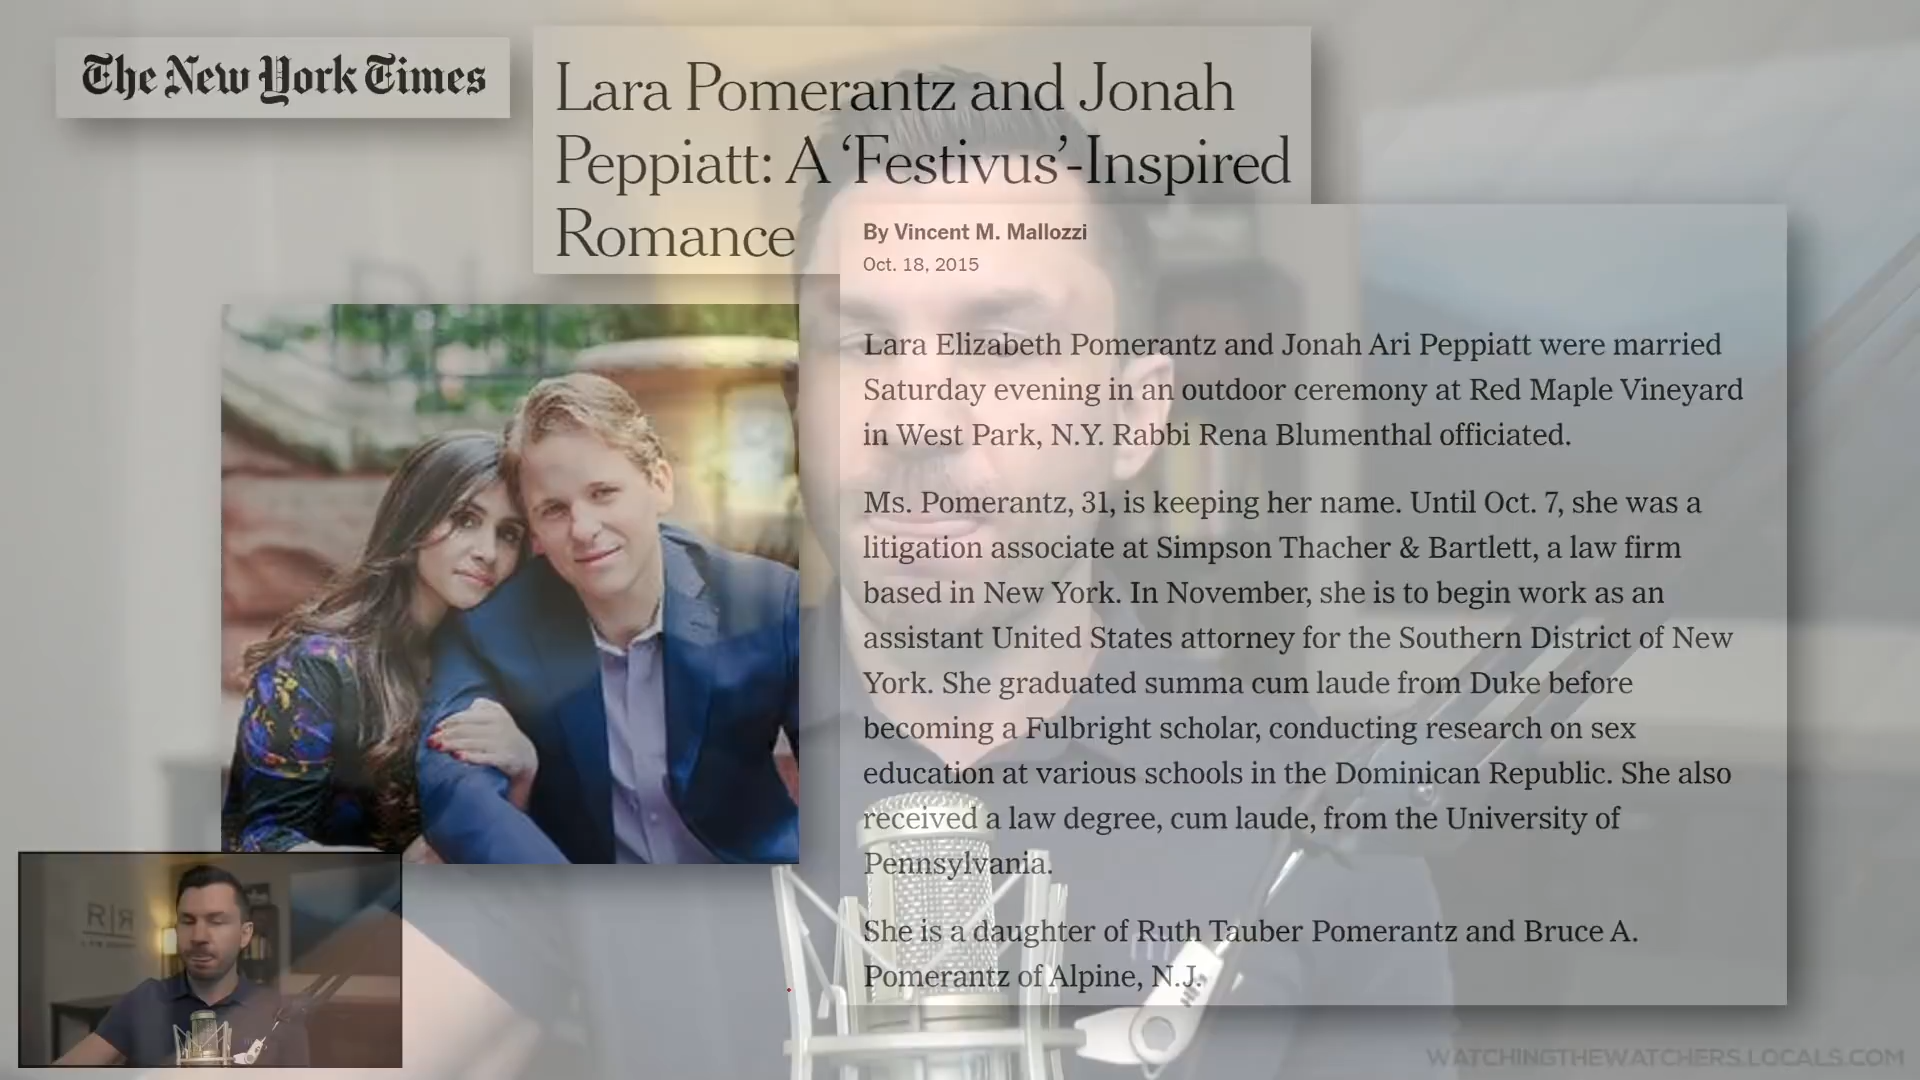 The New York Times
Lara Pomerantz and Jonah
Peppiatt: A ‘Festivus’-Inspired
Romance
By Vincent M. Mallozzi
Oct. 18, 2015
Lara Elizabeth Pomerantz and Jonah Ari Peppiatt were married
Saturday evening in an outdoor ceremony at Red Maple Vineyard
in West Park, N.Y. Rabbi Rena Blumenthal officiated.
Ms. Pomerantz, 31, is keeping her name. Until Oct. 7, she was a
litigation associate at Simpson Thacher & Bartlett, a law firm
based in New York. In November, she is to begin work as an
assistant United States attorney for the Southern District of New
York. She graduated summa cum laude from Duke before
becoming a Fulbright scholar, conducting research on sex
education at various schools in the Dominican Republic. She also
received a law degree, cum laude, from the University of
Pennsylvania.
She is a daughter of Ruth Tauber Pomerantz and Bruce A.
Pomerantz of Alpine, N.J.
R|R
WATCHINGTHEWATCHERS.LOCALS.COM